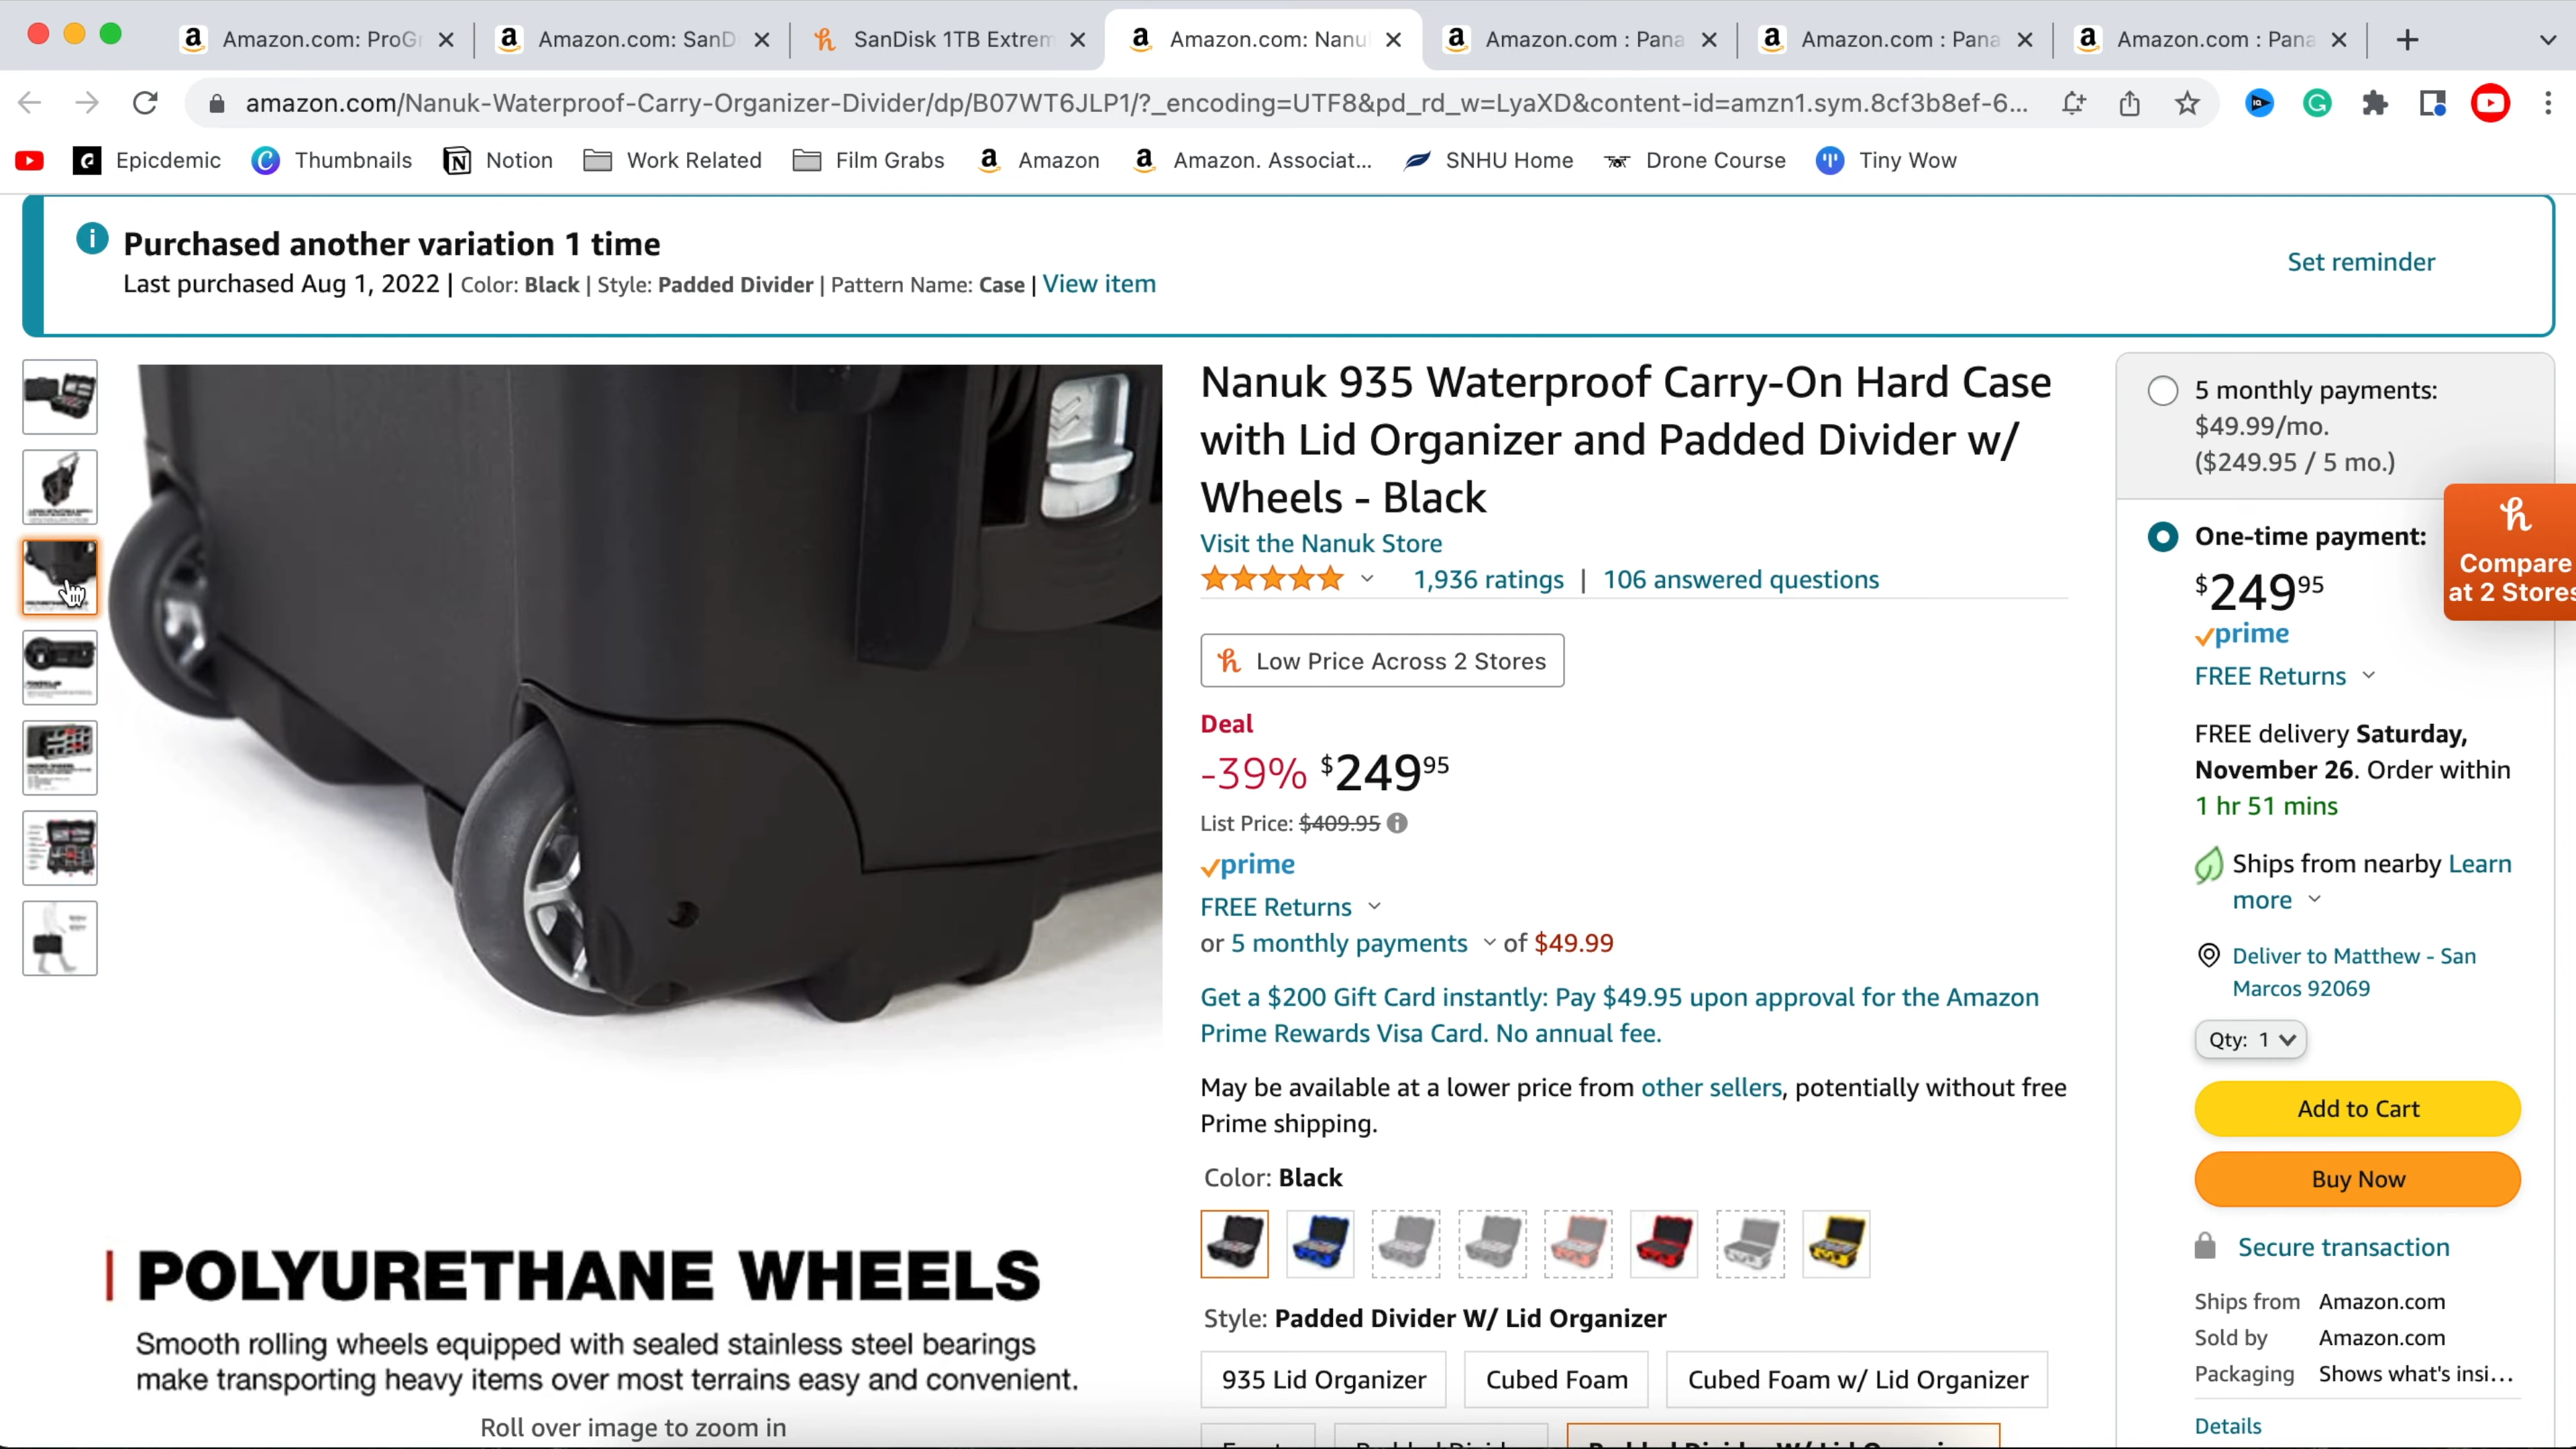 Amazon.com: ProGr
Amazon.com: SanD
SanDisk 1TB Extrem
Amazon.com: Nanu
Amazon.com : Pana
Amazon.com : Pana
Amazon.com : Pana
amazon.com/Nanuk-Waterproof-Carry-Organizer-Divider/dp/B07WT6JLP1/?_encoding=UTF8&pd_rd_w=LyaXD&content-id=amzn1.sym.8cf3b8ef-6...
Epicdemic
Thumbnails
Notion
Work Related
Film Grabs
Amazon
Amazon. Associat...
SNHU Home
Drone Course
Tiny Wow
Purchased another variation 1 time
Last purchased Aug 1, 2022 | Color: Black | Style: Padded Divider | Pattern Name: Case | View item
Set reminder
POLYURETHANE WHEELS
Smooth rolling wheels equipped with sealed stainless steel bearings
make transporting heavy items over most terrains easy and convenient.
Roll over image to zoom in
Nanuk 935 Waterproof Carry-On Hard Case
with Lid Organizer and Padded Divider w/
Wheels - Black
Visit the Nanuk Store
1,936 ratings | 106 answered questions
Low Price Across 2 Stores
Deal
-39% $249 95
List Price: $409.95
prime
FREE Returns
or 5 monthly payments of $49.99
Get a $200 Gift Card instantly: Pay $49.95 upon approval for the Amazon
Prime Rewards Visa Card. No annual fee.
May be available at a lower price from other sellers, potentially without free
Prime shipping.
Color: Black
Style: Padded Divider W/ Lid Organizer
935 Lid Organizer
Cubed Foam
Cubed Foam w/ Lid Organizer
5 monthly payments:
$49.99/mo.
($249.95 / 5 mo.)
One-time payment:
$249 95
prime
FREE Returns
Compare
at 2 Stores
FREE delivery Saturday,
November 26. Order within
1 hr 51 mins
Ships from nearby Learn
more
Deliver to Matthew - San
Marcos 92069
Qty: 1
Add to Cart
Buy Now
Secure transaction
Ships from Amazon.com
Sold by Amazon.com
Packaging Shows what's insi...
Details